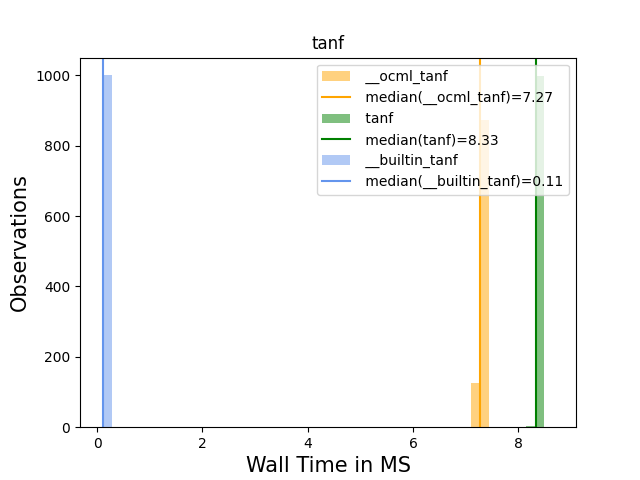 tanf
1000
800
600
400
200
0
Observations
__ocml_tanf
median(__ocml_tanf)=7.27
tanf
median(tanf)=8.33
__builtin_tanf
median(__builtin_tanf)=0.11
0 2 4 6 8
Wall Time in MS